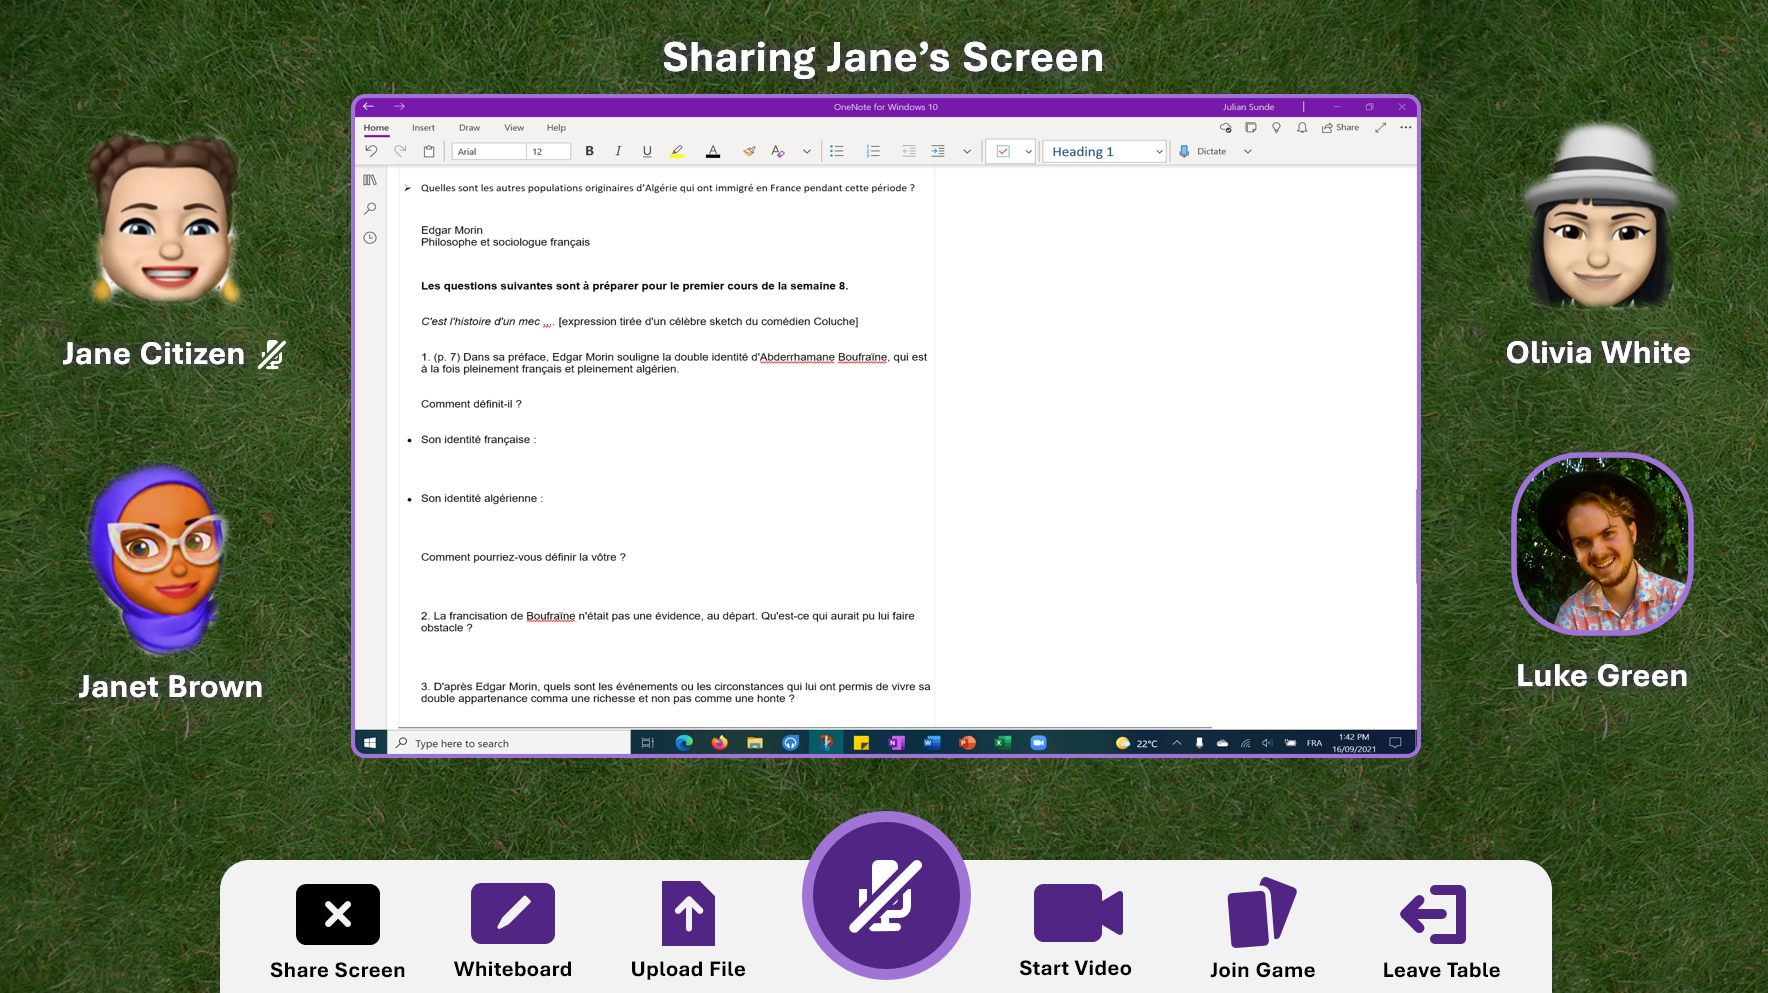 Sharing Jane's Screen
OneNote for Windows 10
Julian Sunde
Home Insert Draw View Help
Share
Arial 12 B I U A Heading 1 Dictate
Quelles sont les autres populations originaires d'Algérie qui ont immigré en France pendant cette période ?
Edgar Morin
Philosophe et sociologue français
Les questions suivantes sont à préparer pour le premier cours de la semaine 8.
C'est l'histoire d'un mec .... [expression tirée d'un célèbre sketch du comédien Coluche]
1. (p. 7) Dans sa préface, Edgar Morin souligne la double identité d'Abderrhamane Boufraïne, qui est
à la fois pleinement français et pleinement algérien.
Comment définit-il ?
• Son identité française :
• Son identité algérienne :
Comment pourriez-vous définir la vôtre ?
2. La francisation de Boufraïne n'était pas une évidence, au départ. Qu'est-ce qui aurait pu lui faire
obstacle ?
3. D'après Edgar Morin, quels sont les événements ou les circonstances qui lui ont permis de vivre sa
double appartenance comma une richesse et non pas comme une honte ?
Type here to search
22°C
FRA
1:42 PM
16/09/2021
Jane Citizen
Janet Brown
Olivia White
Luke Green
Share Screen
Whiteboard
Upload File
Start Video
Join Game
Leave Table